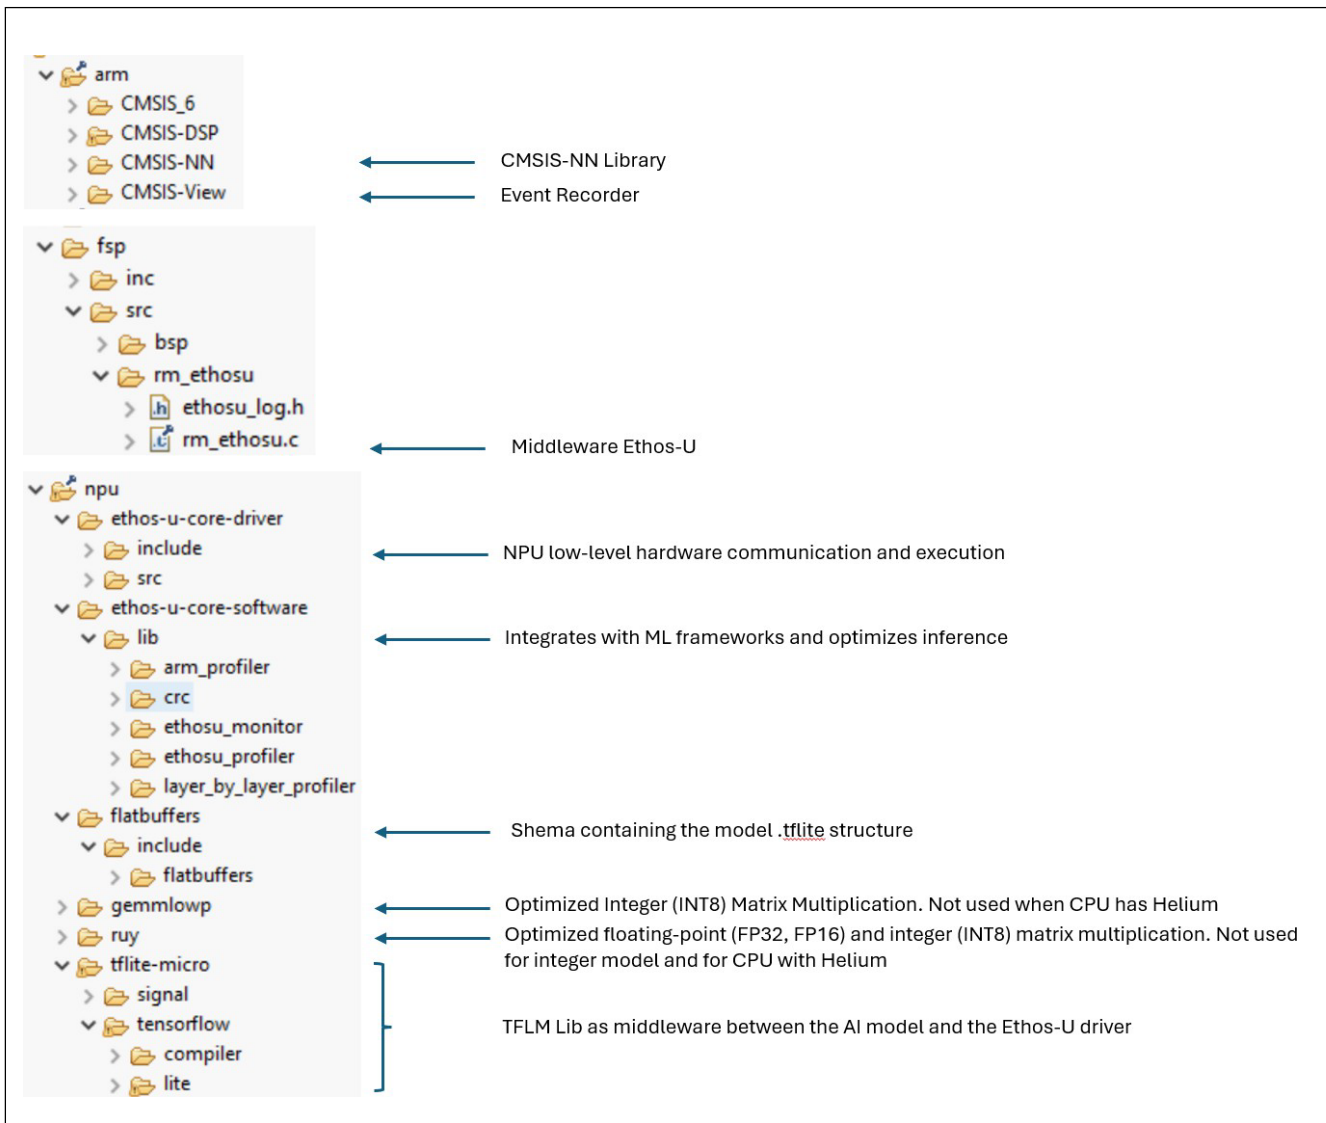 arm
CMSIS_6
CMSIS-DSP
CMSIS-NN
CMSIS-NN Library
CMSIS-View
Event Recorder
fsp
inc
src
bsp
rm_ethosu
ethosu_log.h
rm_ethosu.c
Middleware Ethos-U
npu
ethos-u-core-driver
include
NPU low-level hardware communication and execution
src
ethos-u-core-software
lib
Integrates with ML frameworks and optimizes inference
arm_profiler
crc
ethosu_monitor
ethosu_profiler
layer_by_layer_profiler
flatbuffers
Shema containing the model .tflite structure
include
flatbuffers
gemmlowp
Optimized Integer (INT8) Matrix Multiplication. Not used when CPU has Helium
ruy
Optimized floating-point (FP32, FP16) and integer (INT8) matrix multiplication. Not used
for integer model and for CPU with Helium
tflite-micro
signal
tensorflow
TFLM Lib as middleware between the AI model and the Ethos-U driver
compiler
lite